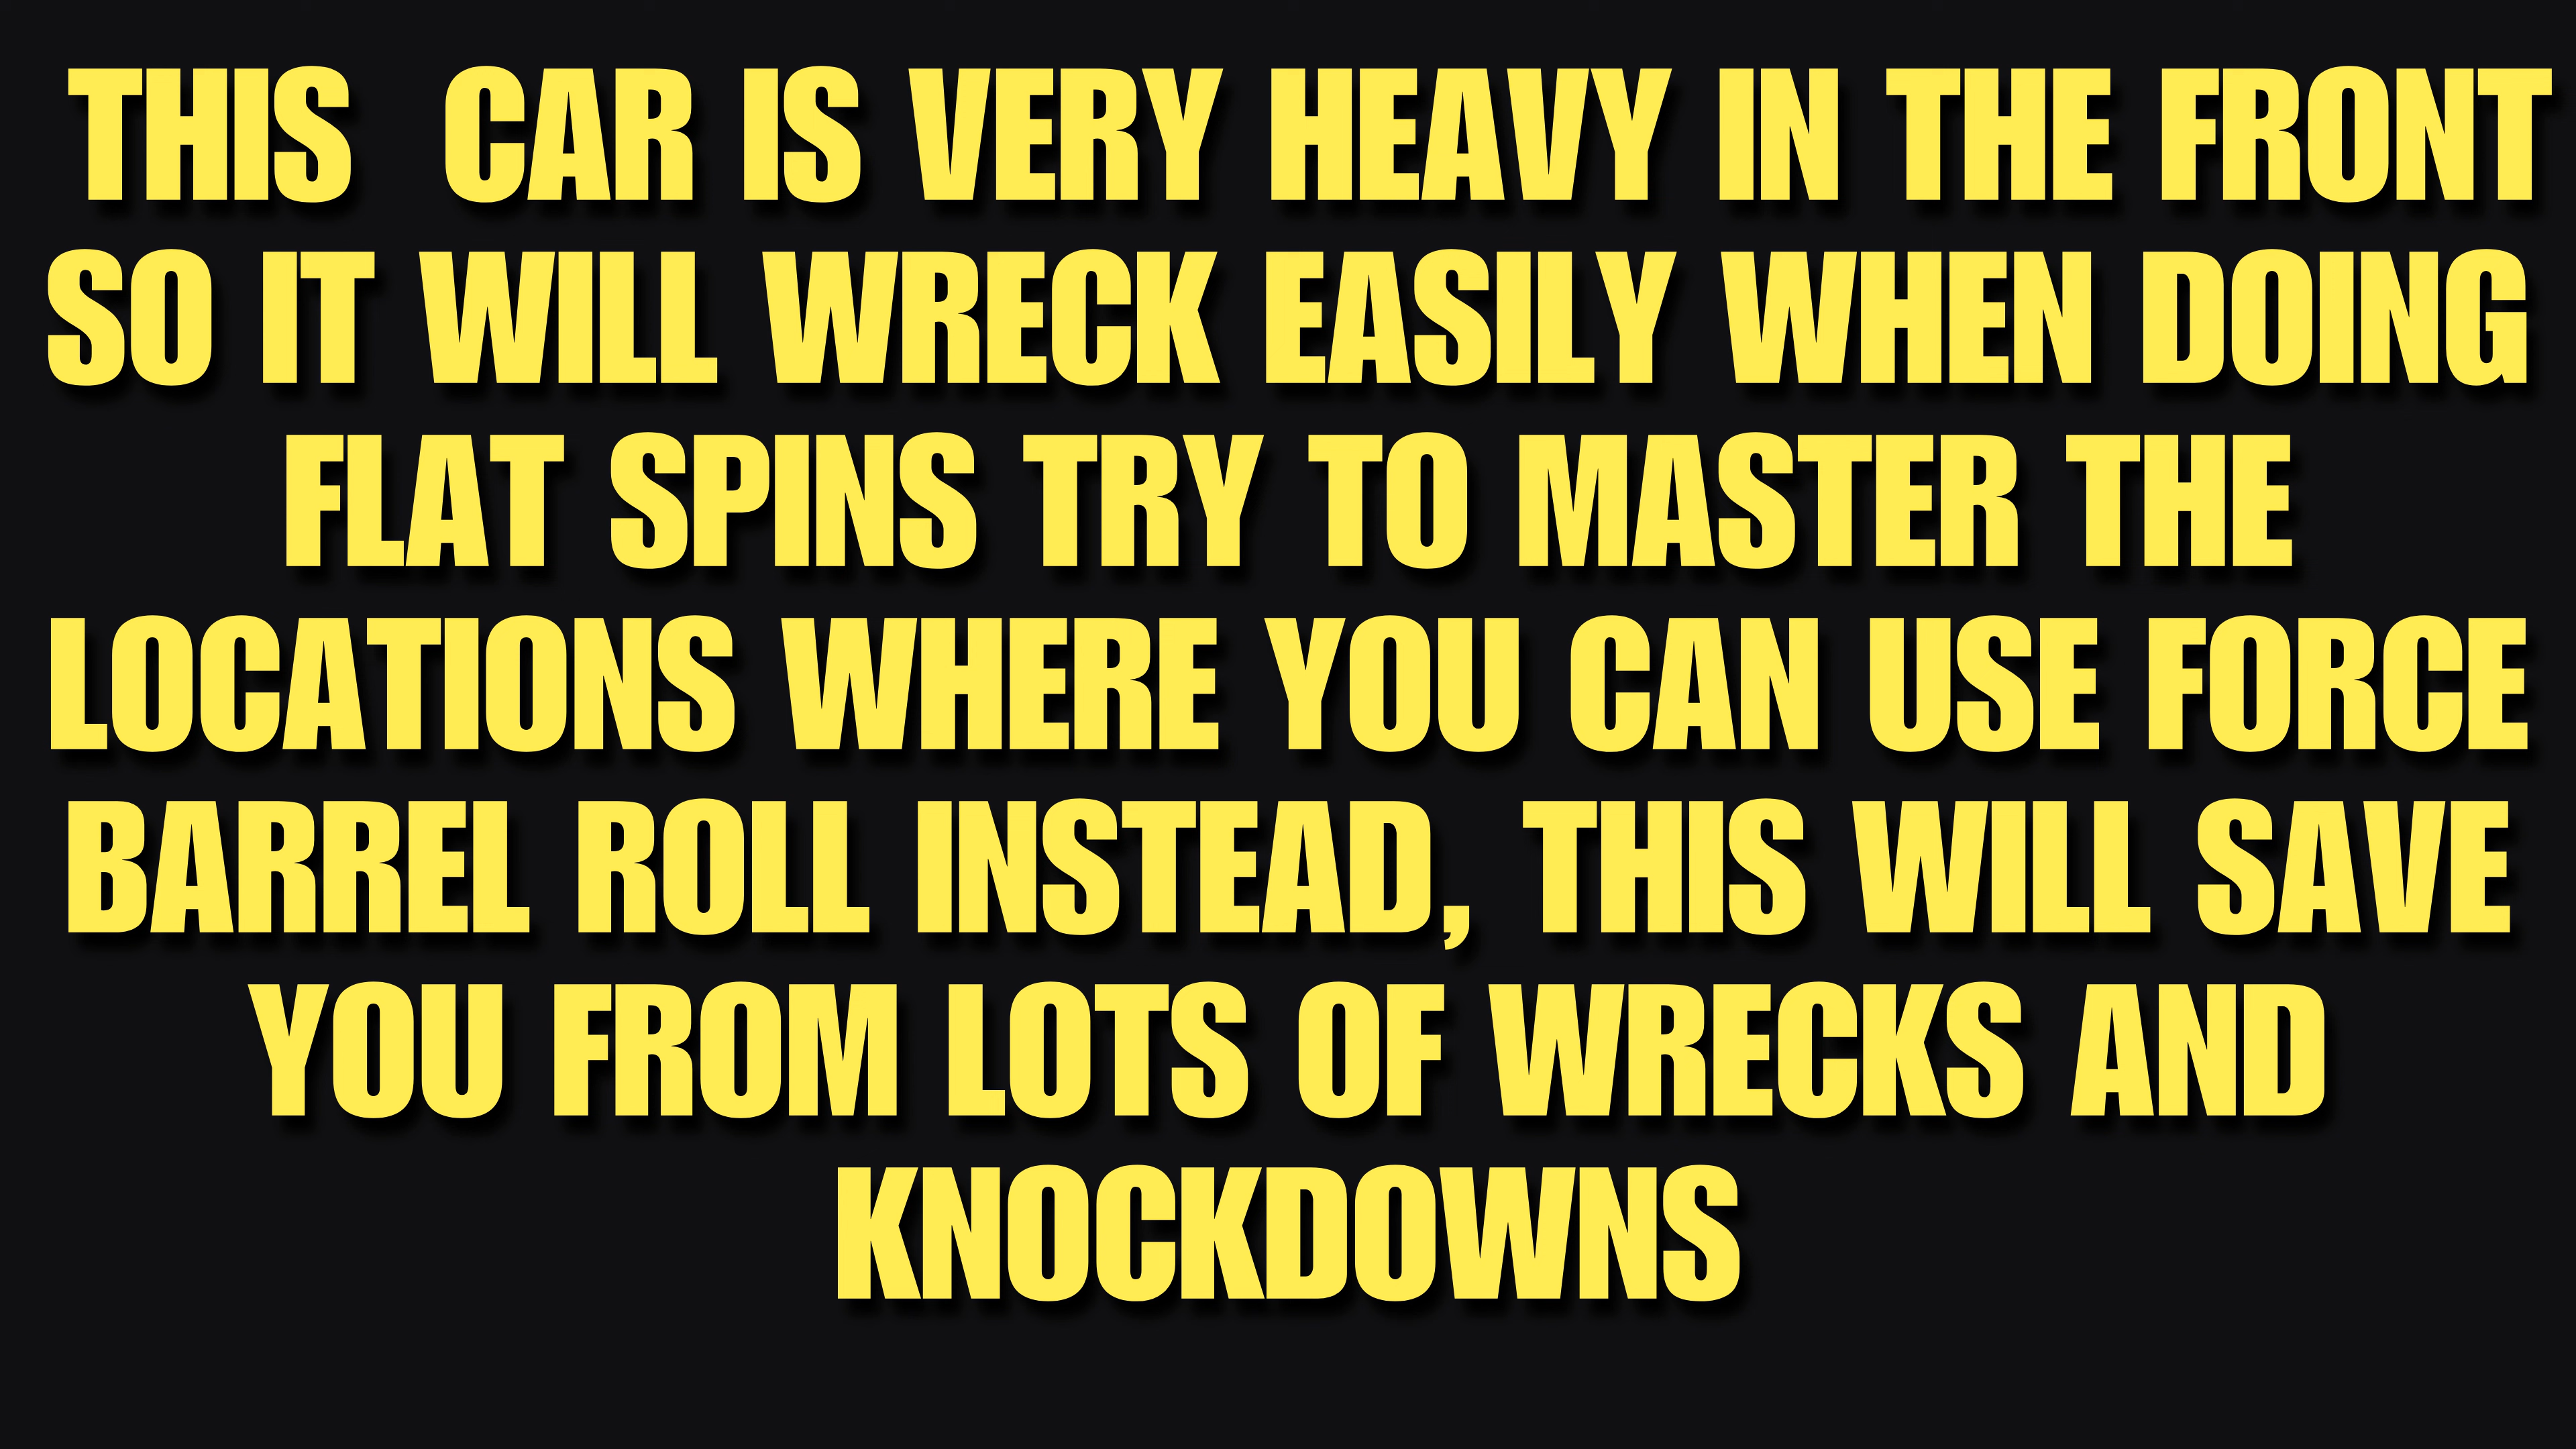 THIS  CAR IS VERY HEAVY IN THE FRONT
SO IT WILL WRECK EASILY WHEN DOING
FLAT SPINS TRY TO MASTER THE
LOCATIONS WHERE YOU CAN USE FORCE
BARREL ROLL INSTEAD, THIS WILL SAVE
YOU FROM LOTS OF WRECKS AND
KNOCKDOWNS